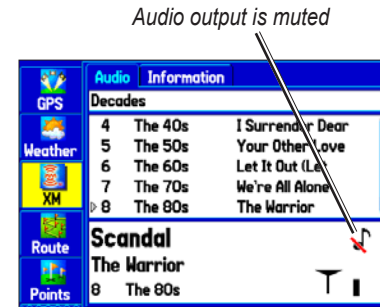 Audio output is muted
Audio Information
GPS
Decades
4 The 40s I Surrender Dear
Weather
5 The 50s Your Other Love
6 The 60s Let It Out (Let
7 The 70s We're All Alone
XM
8 The 80s The Warrior
Route
Scandal
The Warrior
Points
8 The 80s